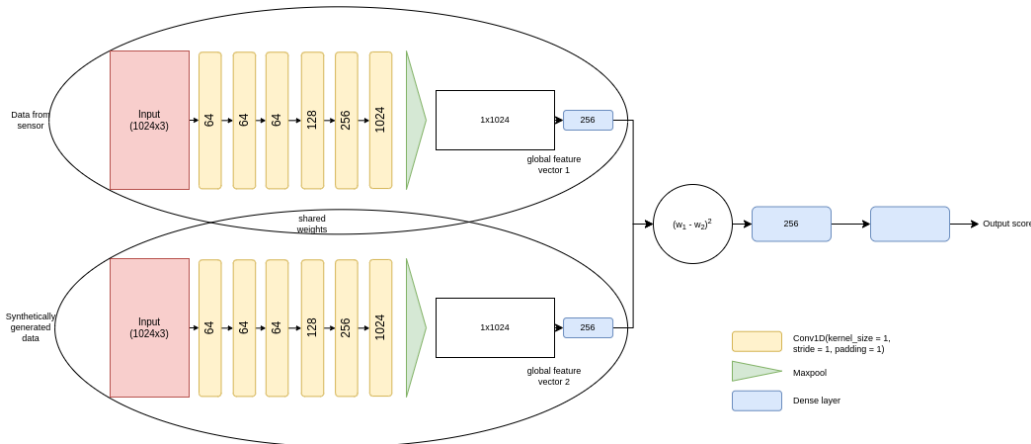 Data from
sensor
Input
(1024x3)
64
64
64
128
256
1024
1x1024
256
global feature
vector 1
shared
weights
Synthetically
generated
data
Input
(1024x3)
64
64
64
128
256
1024
1x1024
256
global feature
vector 2
(w₁ - w₂)²
256
Output score
Conv1D(kernel_size = 1,
stride = 1, padding = 1)
Maxpool
Dense layer